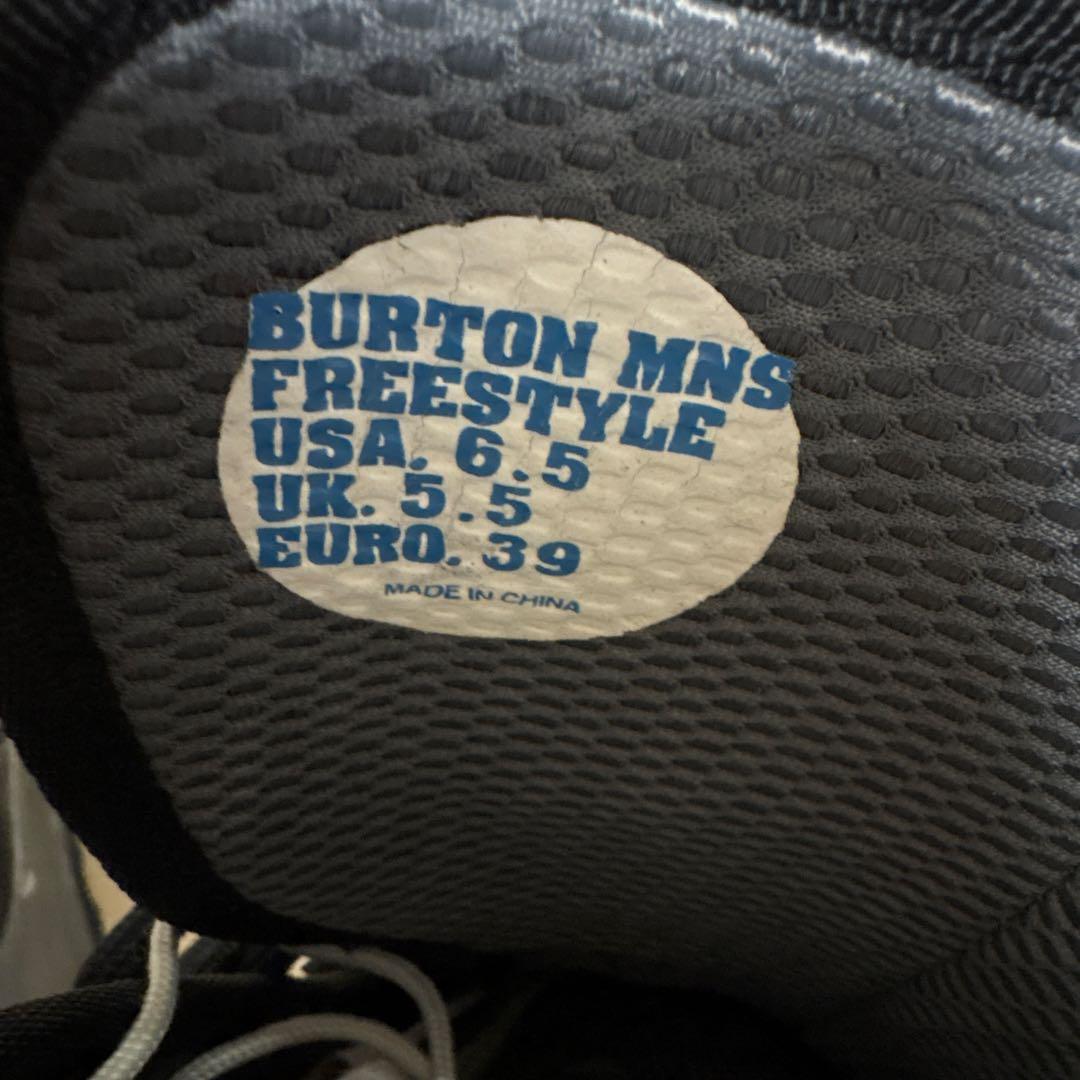 BURTON MNS
FREESTYLE
USA. 6.5
UK. 5.5
EURO. 39
MADE IN CHINA